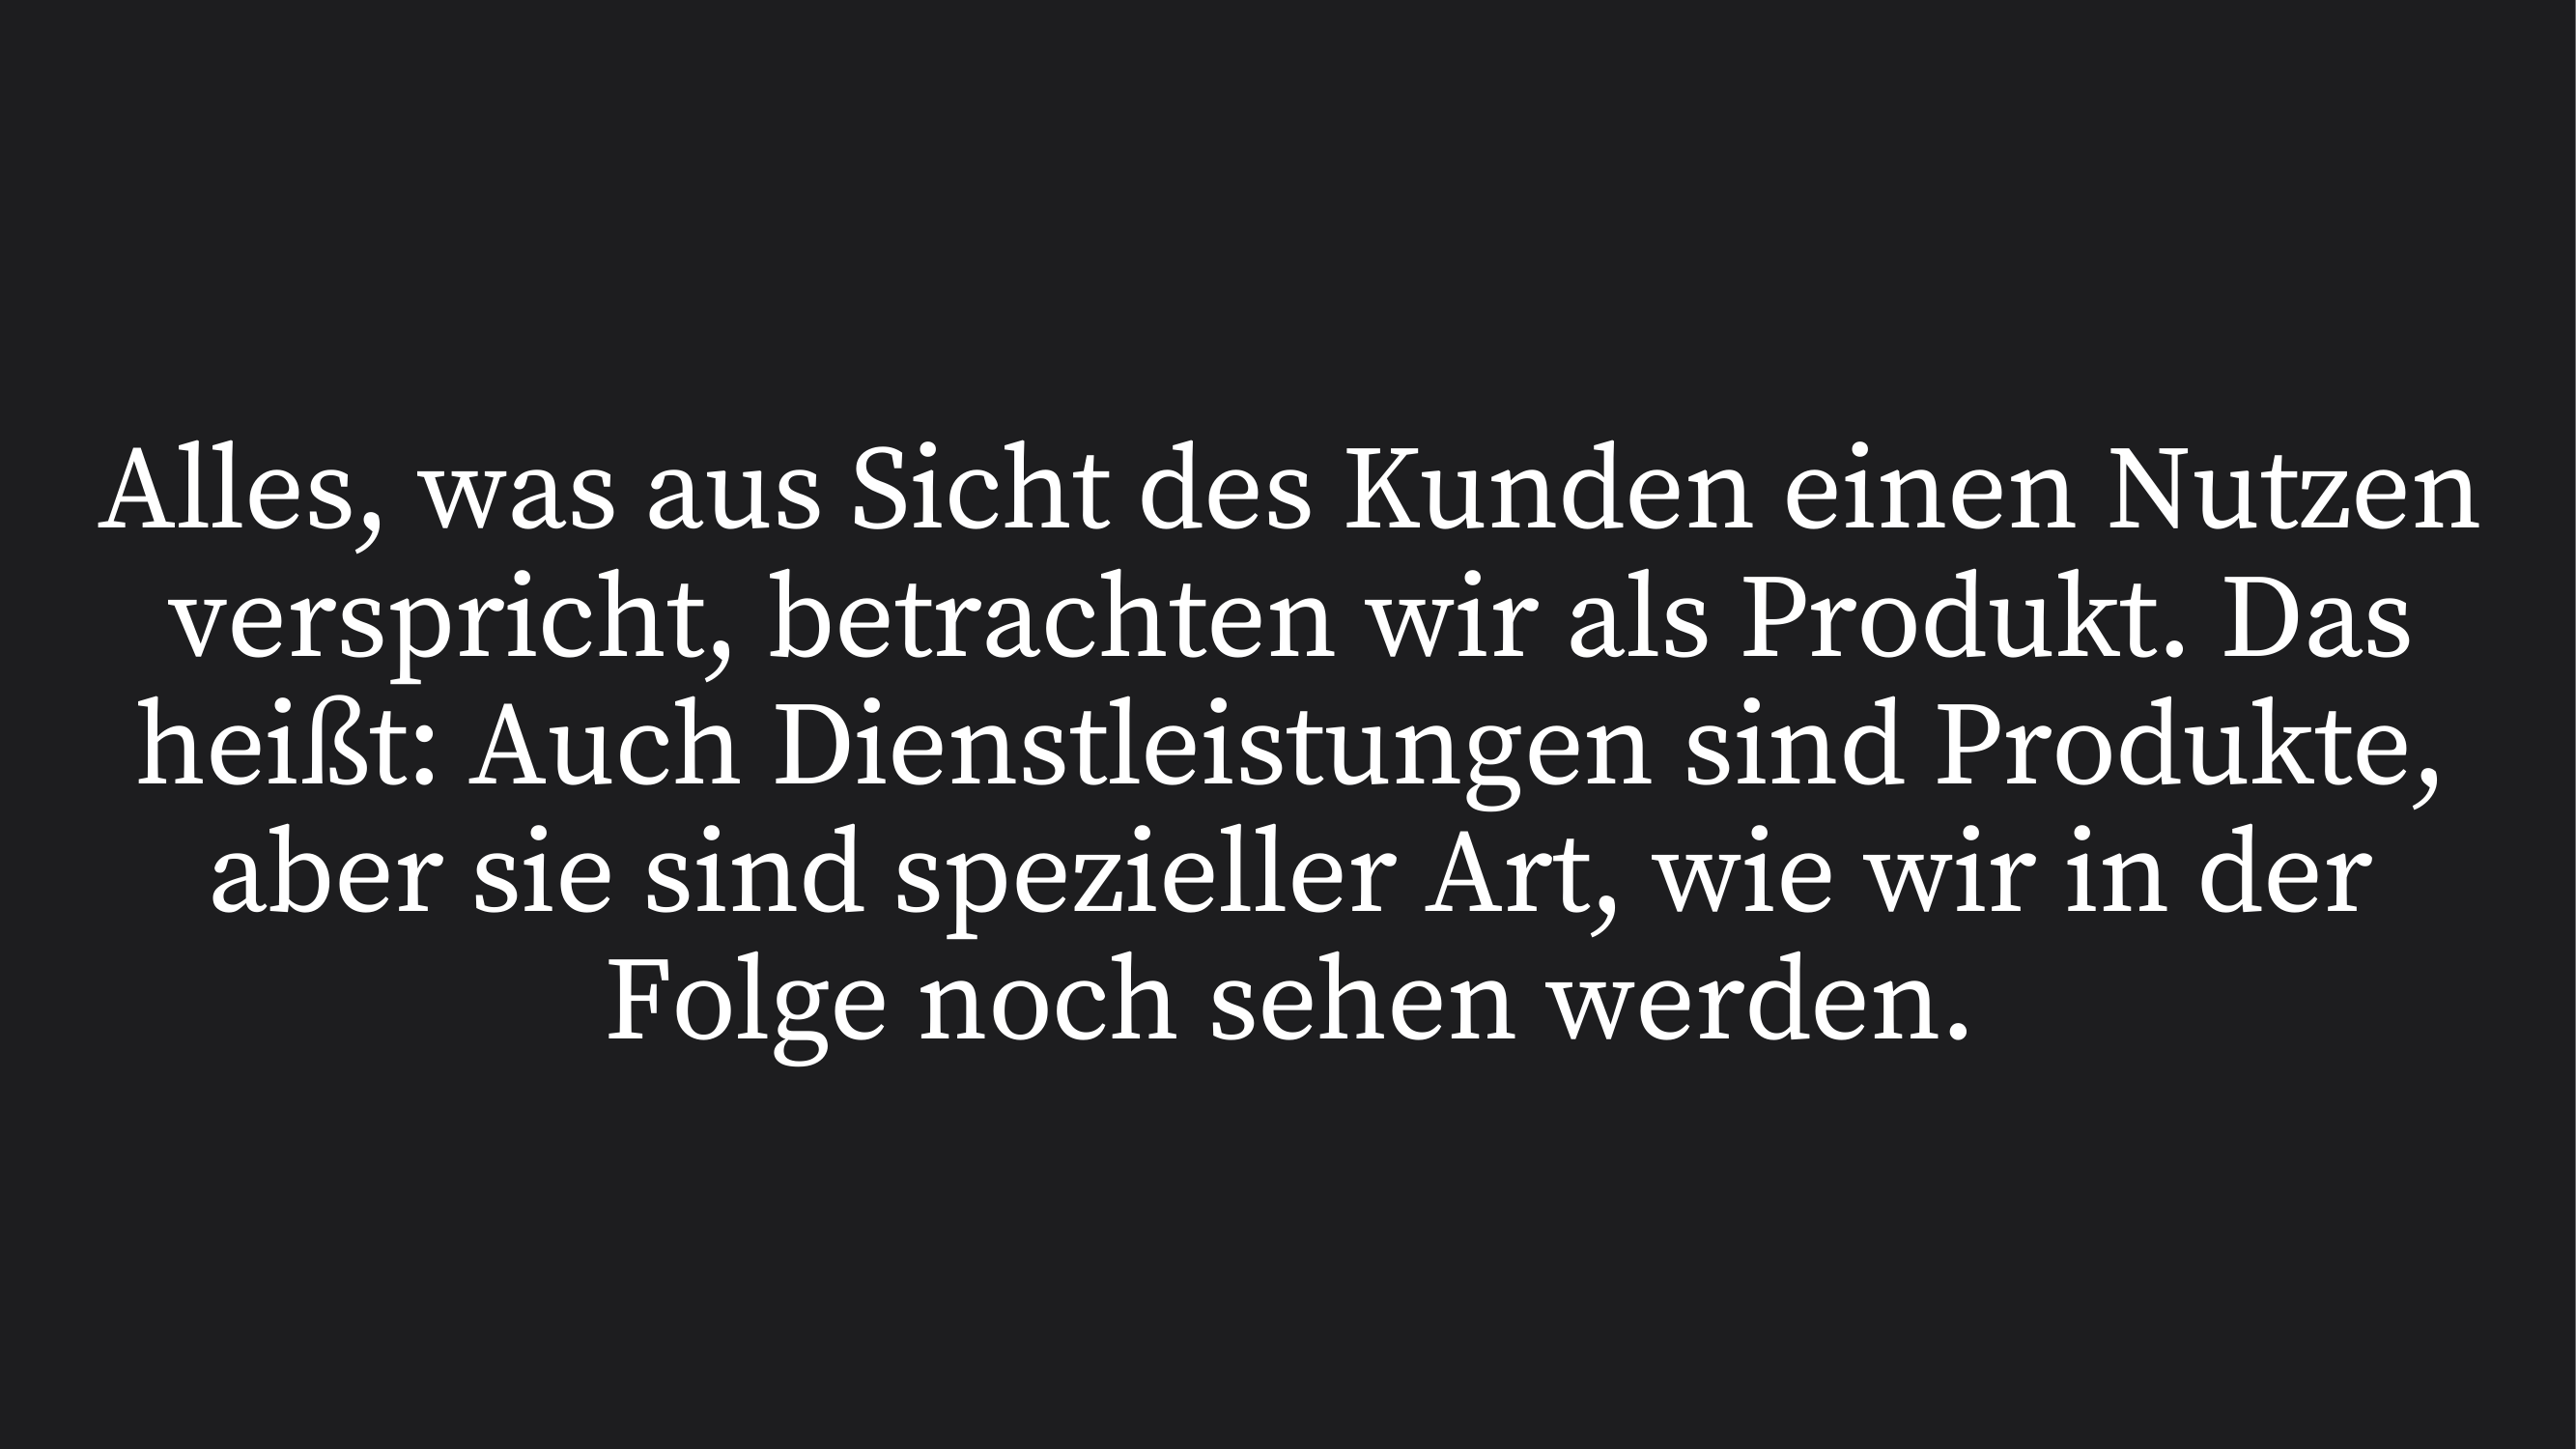 Alles, was aus Sicht des Kunden einen Nutzen
verspricht, betrachten wir als Produkt. Das
heißt: Auch Dienstleistungen sind Produkte,
aber sie sind spezieller Art, wie wir in der
Folge noch sehen werden.